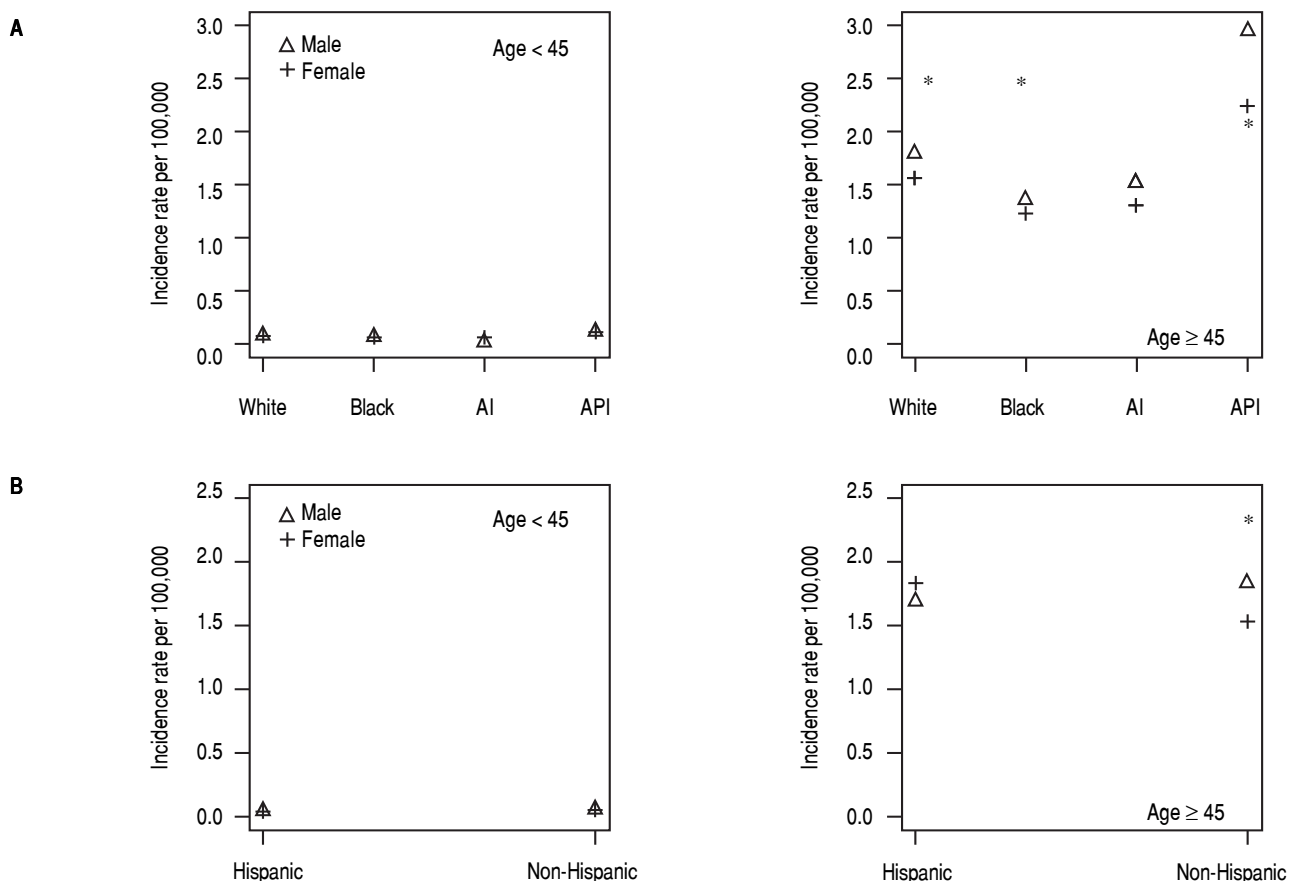 A
Incidence rate per 100,000
3.0
2.5
2.0
1.5
1.0
0.5
0.0
△ Male
+ Female
Age < 45
White Black AI API
Incidence rate per 100,000
3.0
2.5
2.0
1.5
1.0
0.5
0.0
* *
*
Age ≥ 45
White Black AI API
B
Incidence rate per 100,000
2.5
2.0
1.5
1.0
0.5
0.0
△ Male
+ Female
Age < 45
Hispanic Non-Hispanic
Incidence rate per 100,000
2.5
2.0
1.5
1.0
0.5
0.0
*
Age ≥ 45
Hispanic Non-Hispanic